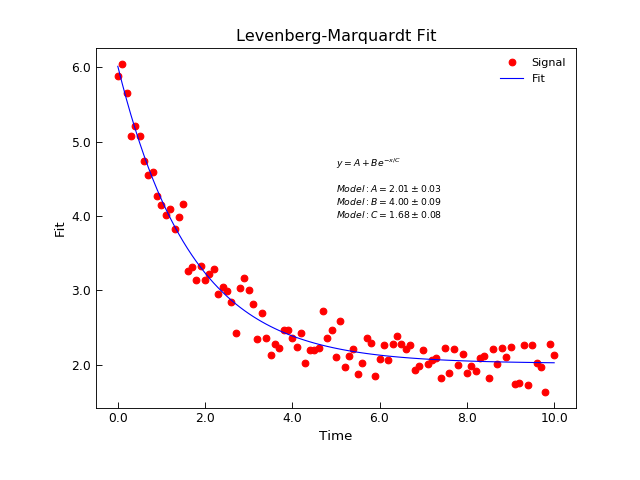 Levenberg-Marquardt Fit
6.0
5.0
4.0
3.0
2.0
Fit
Signal
Fit
y = A + Be^{-x/C}
Model : A = 2.01 ± 0.03
Model : B = 4.00 ± 0.09
Model : C = 1.68 ± 0.08
0.0 2.0 4.0 6.0 8.0 10.0
Time